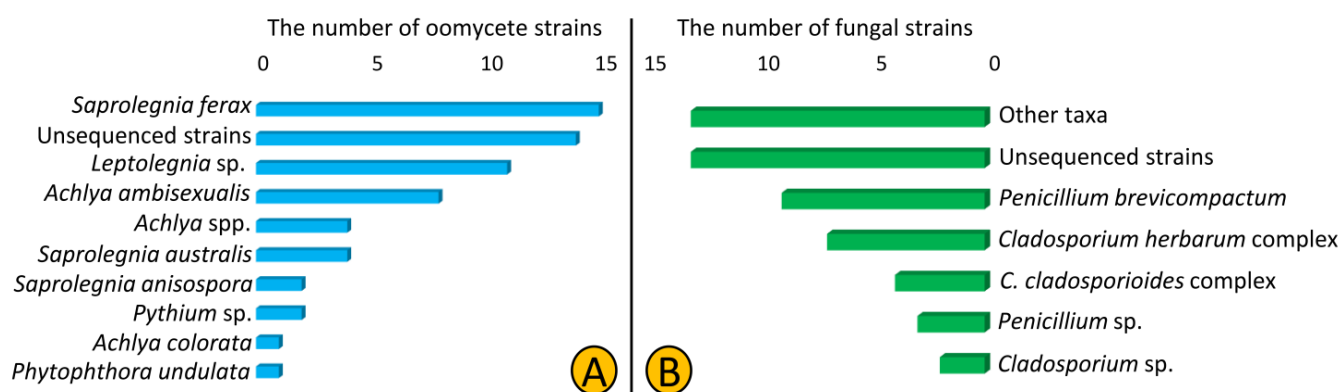 The number of oomycete strains
0 5 10 15
Saprolegnia ferax
Unsequenced strains
Leptolegnia sp.
Achlya ambisexualis
Achlya spp.
Saprolegnia australis
Saprolegnia anisospora
Pythium sp.
Achlya colorata
Phytophthora undulata
A
The number of fungal strains
15 10 5 0
Other taxa
Unsequenced strains
Penicillium brevicompactum
Cladosporium herbarum complex
C. cladosporioides complex
Penicillium sp.
Cladosporium sp.
B